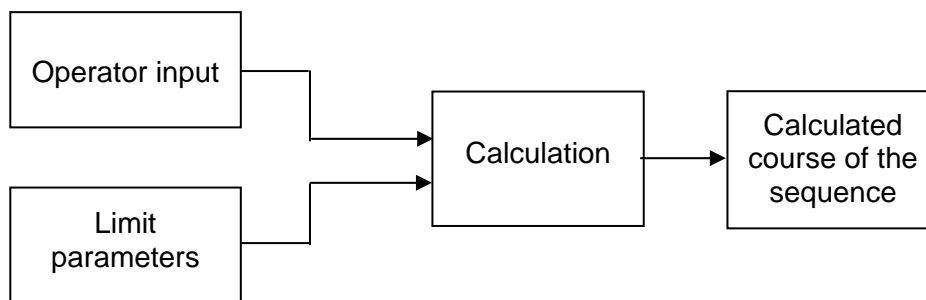 Operator input
Limit
parameters
Calculation
Calculated
course of the
sequence